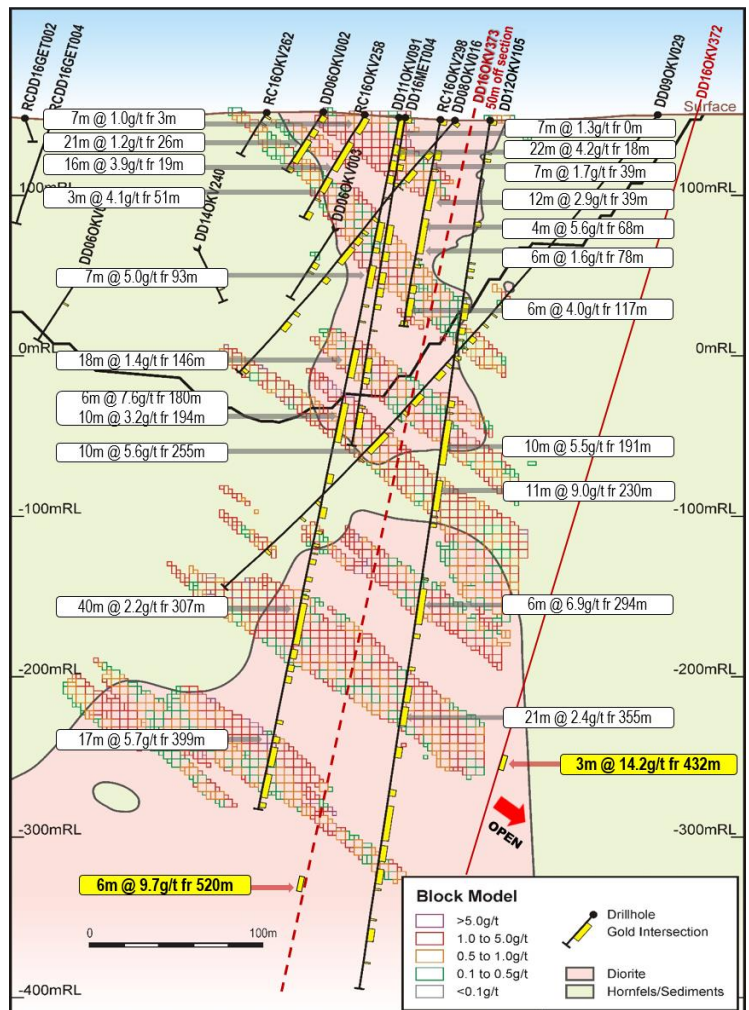 RCDD16GET002
RCDD16GET004
RC16OKV262
DD06OKV002
RC16OKV258
DD11OKV091
DD16MET004
RC16OKV298
DD08OKV016
DD16OKV373
50m off section
DD12OKV105
DD09OKV029
DD16OKV372
Surface
7m @ 1.0g/t fr 3m
21m @ 1.2g/t fr 26m
16m @ 3.9g/t fr 19m
3m @ 4.1g/t fr 51m
7m @ 1.3g/t fr 0m
22m @ 4.2g/t fr 18m
7m @ 1.7g/t fr 39m
12m @ 2.9g/t fr 39m
4m @ 5.6g/t fr 68m
6m @ 1.6g/t fr 78m
100mRL
100mRL
DD06OKV003
DD14OKV240
7m @ 5.0g/t fr 93m
6m @ 4.0g/t fr 117m
0mRL
0mRL
18m @ 1.4g/t fr 146m
6m @ 7.6g/t fr 180m
10m @ 3.2g/t fr 194m
10m @ 5.6g/t fr 255m
10m @ 5.5g/t fr 191m
11m @ 9.0g/t fr 230m
-100mRL
-100mRL
40m @ 2.2g/t fr 307m
6m @ 6.9g/t fr 294m
-200mRL
-200mRL
21m @ 2.4g/t fr 355m
17m @ 5.7g/t fr 399m
3m @ 14.2g/t fr 432m
OPEN
-300mRL
-300mRL
6m @ 9.7g/t fr 520m
0
100m
-400mRL
Block Model
>5.0g/t
1.0 to 5.0g/t
0.5 to 1.0g/t
0.1 to 0.5g/t
<0.1g/t
Drillhole
Gold Intersection
Diorite
Hornfels/Sediments